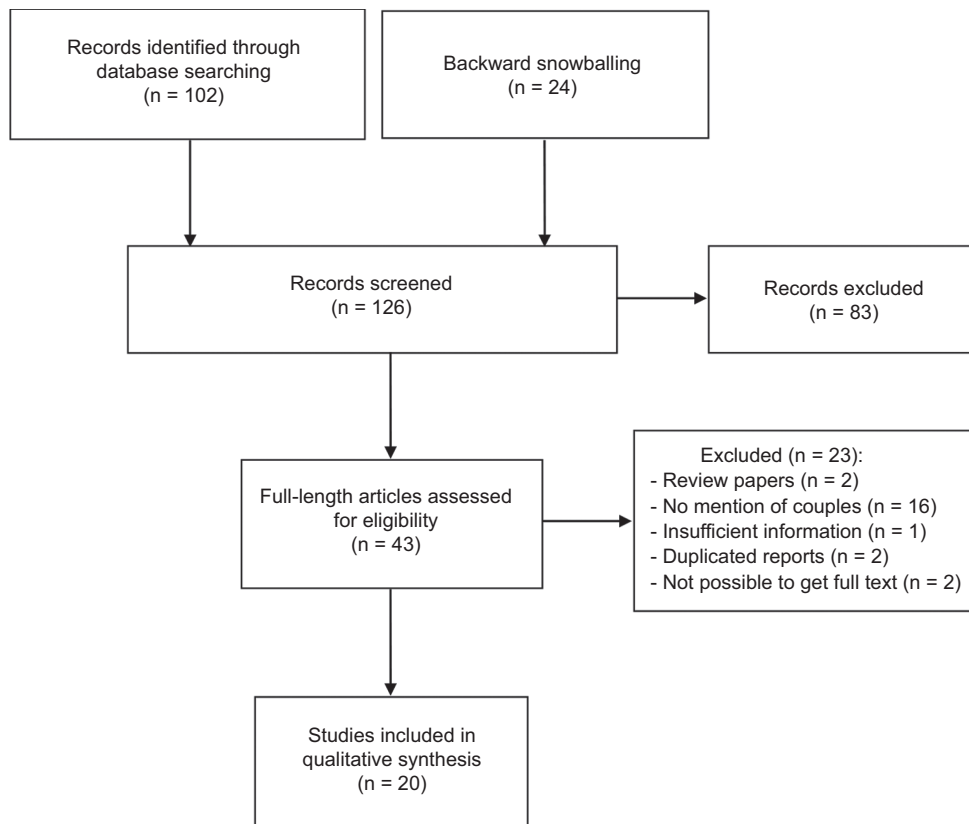 Records identified through
database searching
(n = 102)
Backward snowballing
(n = 24)
Records screened
(n = 126)
Records excluded
(n = 83)
Full-length articles assessed
for eligibility
(n = 43)
Excluded (n = 23):
- Review papers (n = 2)
- No mention of couples (n = 16)
- Insufficient information (n = 1)
- Duplicated reports (n = 2)
- Not possible to get full text (n = 2)
Studies included in
qualitative synthesis
(n = 20)